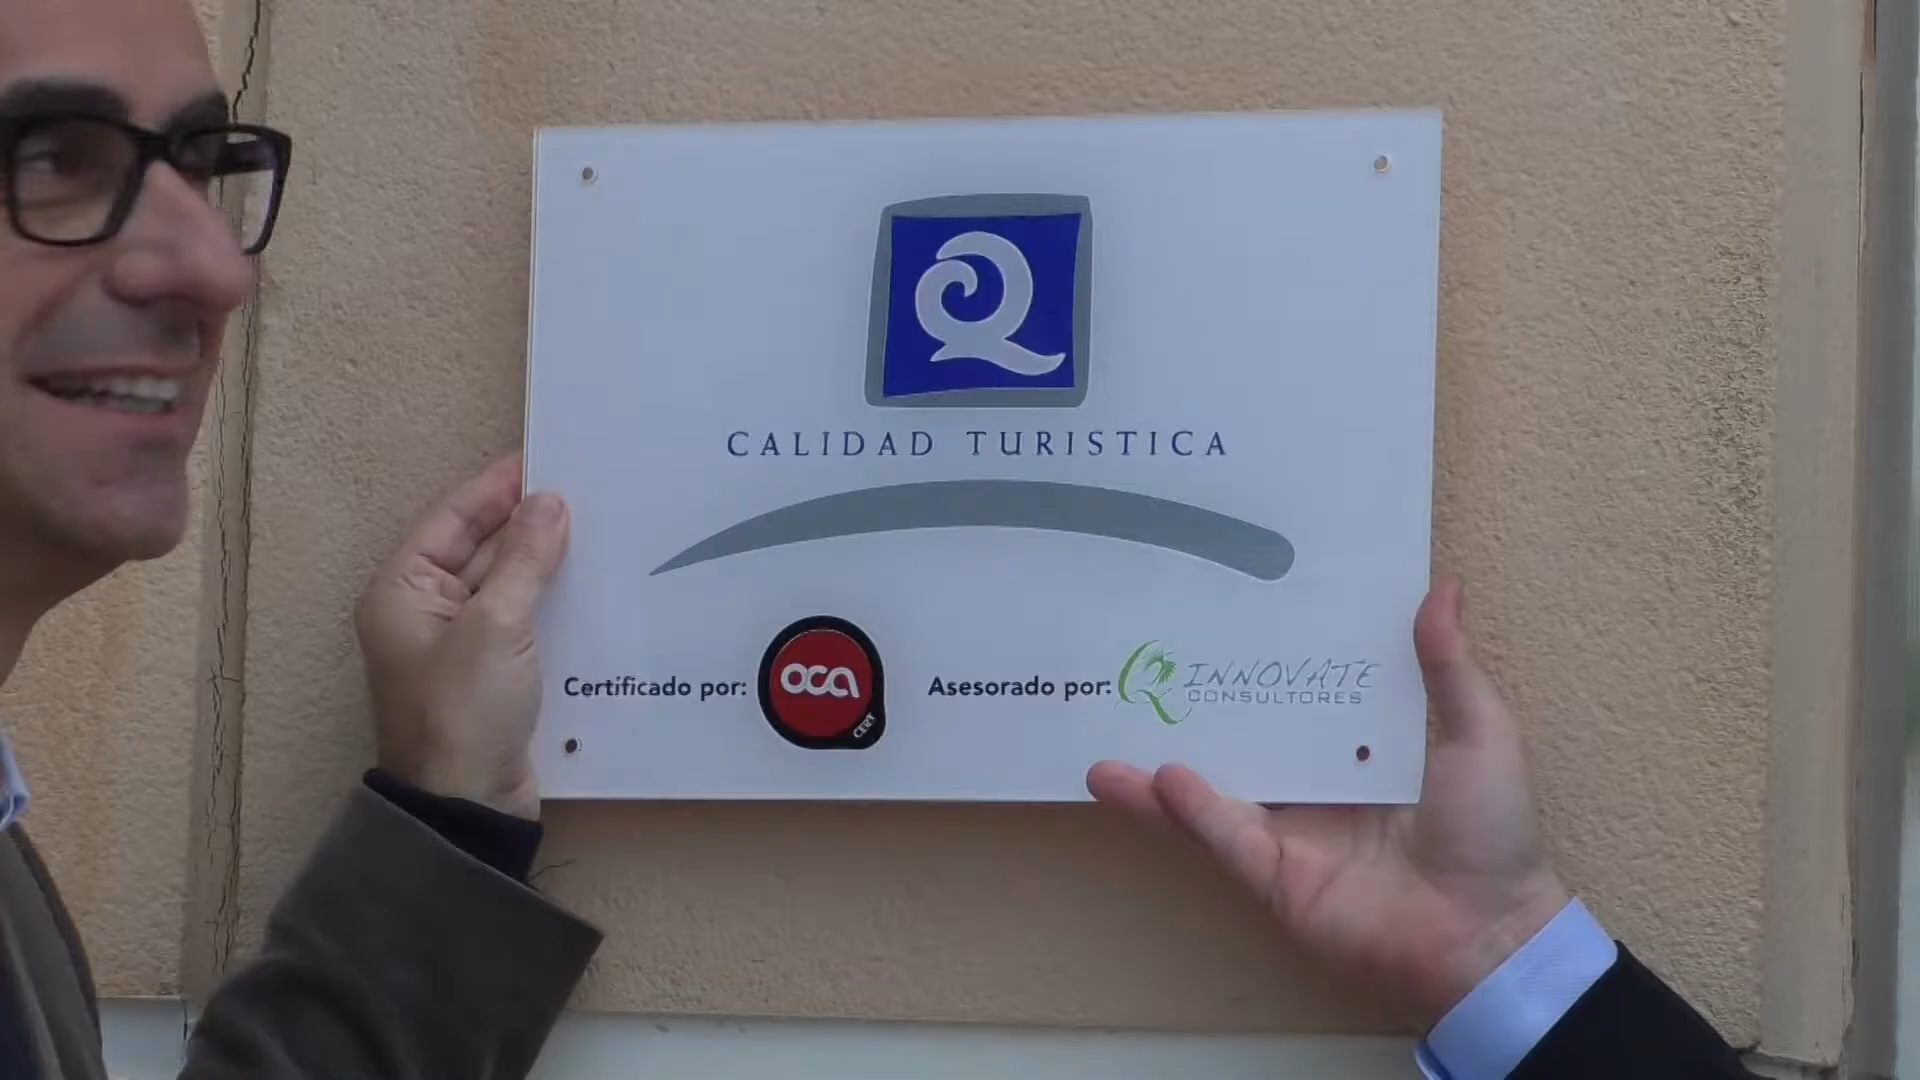 Q
CALIDAD TURISTICA
Certificado por: oca CERT Asesorado por: INNOVATE CONSULTORES